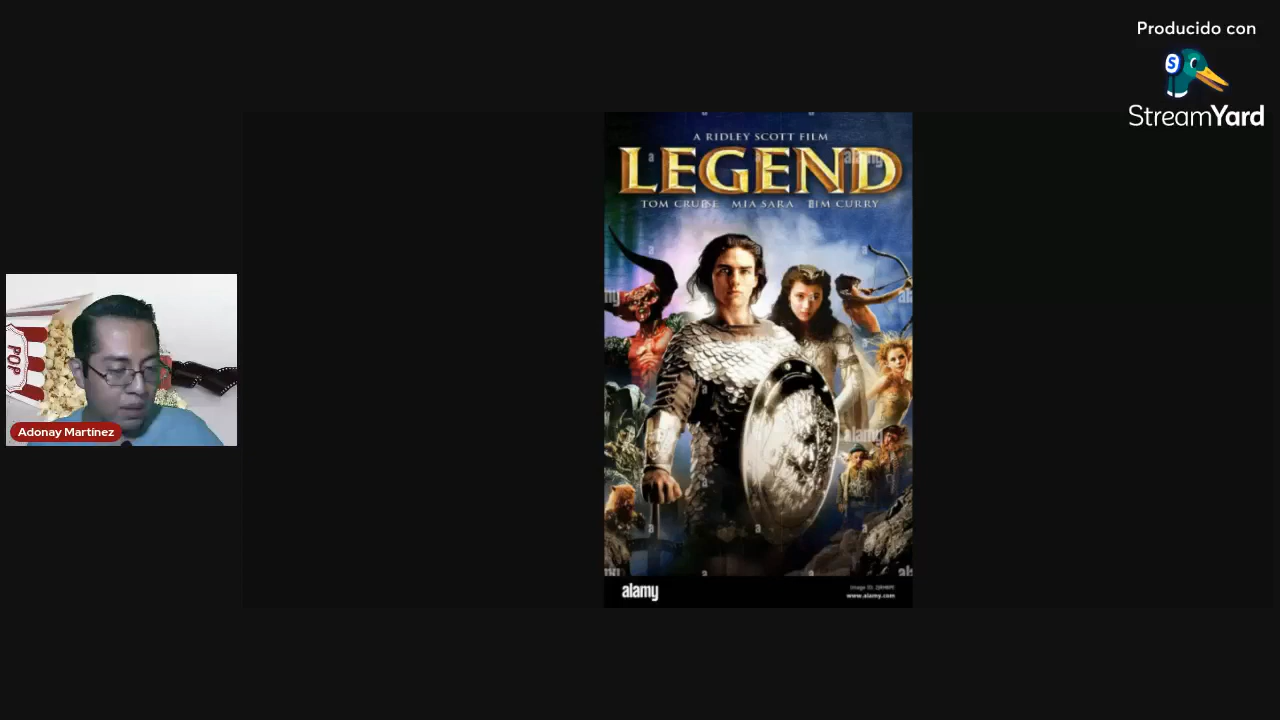 Producido con
StreamYard
A RIDLEY SCOTT FILM
LEGEND
TOM CRUISE MIA SARA TIM CURRY
POP
Adonay Martínez
alamy
www.alamy.com